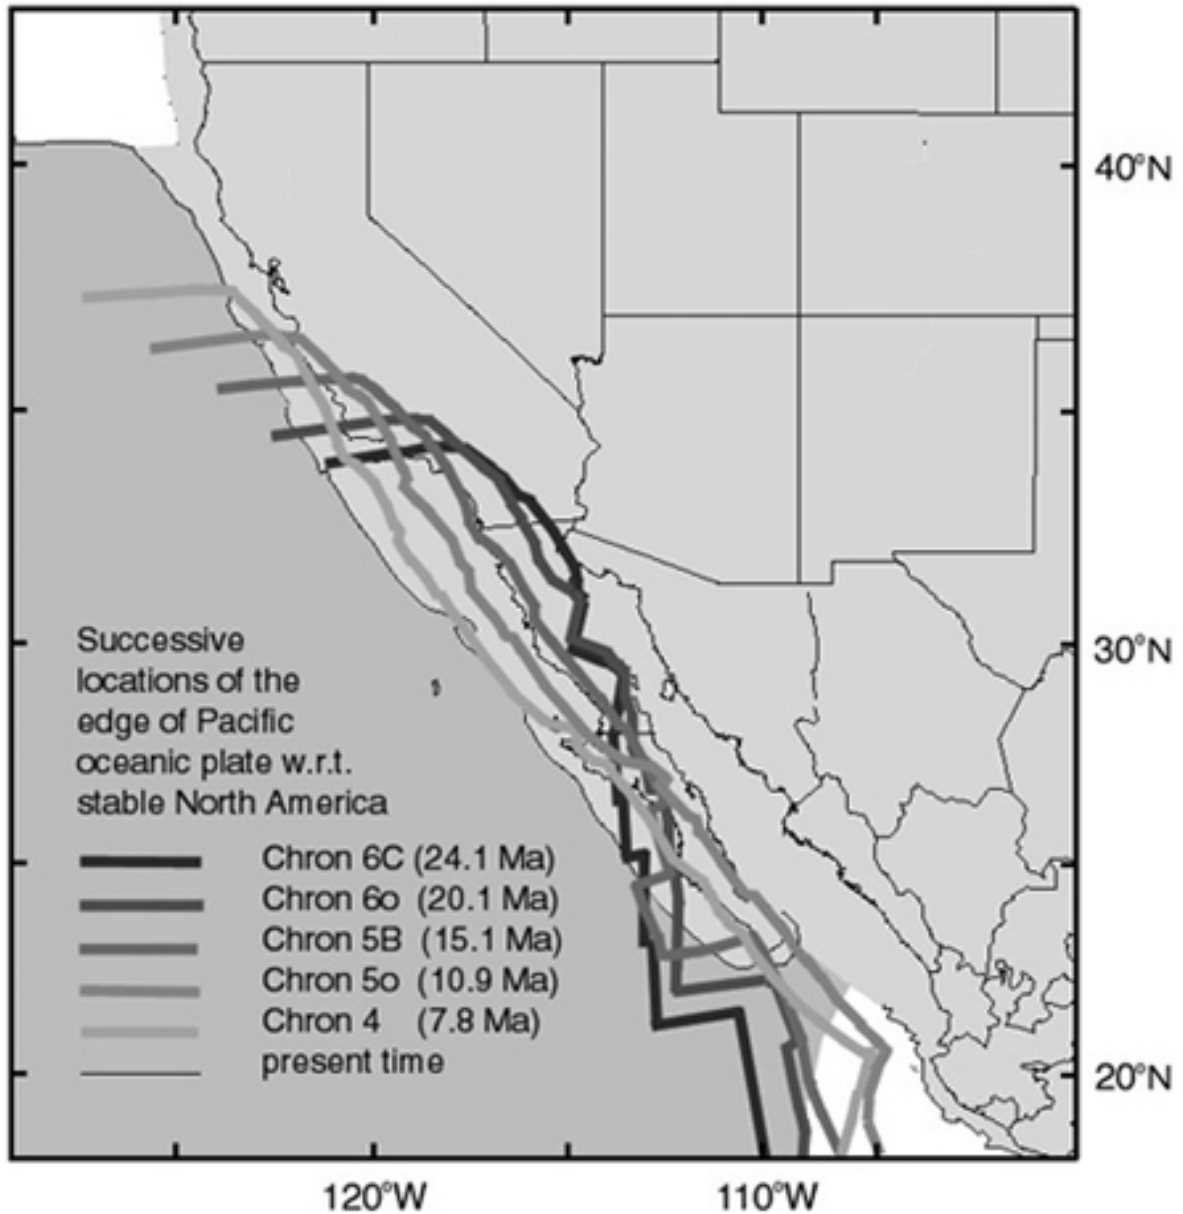 40°N
30°N
Successive
locations of the
edge of Pacific
oceanic plate w.r.t.
stable North America
Chron 6C (24.1 Ma)
Chron 6o (20.1 Ma)
Chron 5B (15.1 Ma)
Chron 5o (10.9 Ma)
Chron 4 (7.8 Ma)
present time
20°N
120°W
110°W